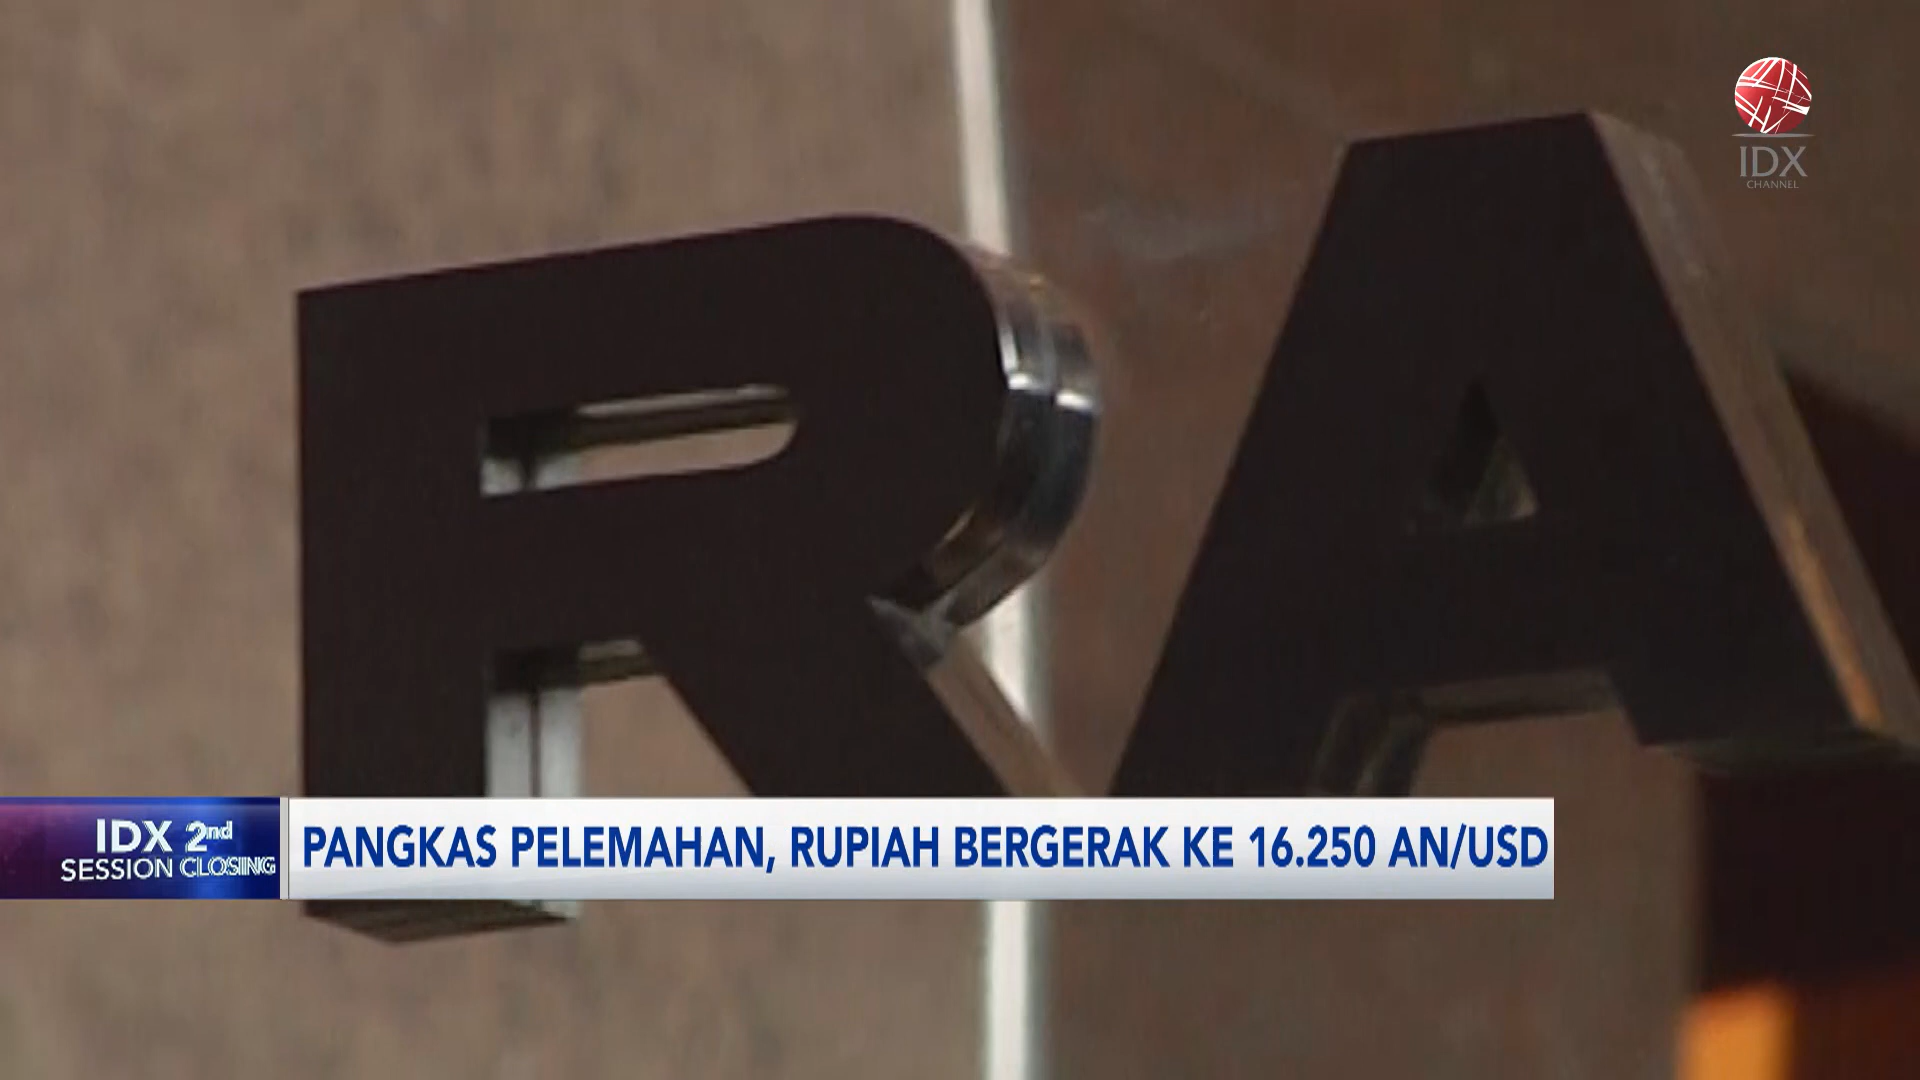 IDX
CHANNEL
RA
IDX 2nd
SESSION CLOSING
PANGKAS PELEMAHAN, RUPIAH BERGERAK KE 16.250 AN/USD